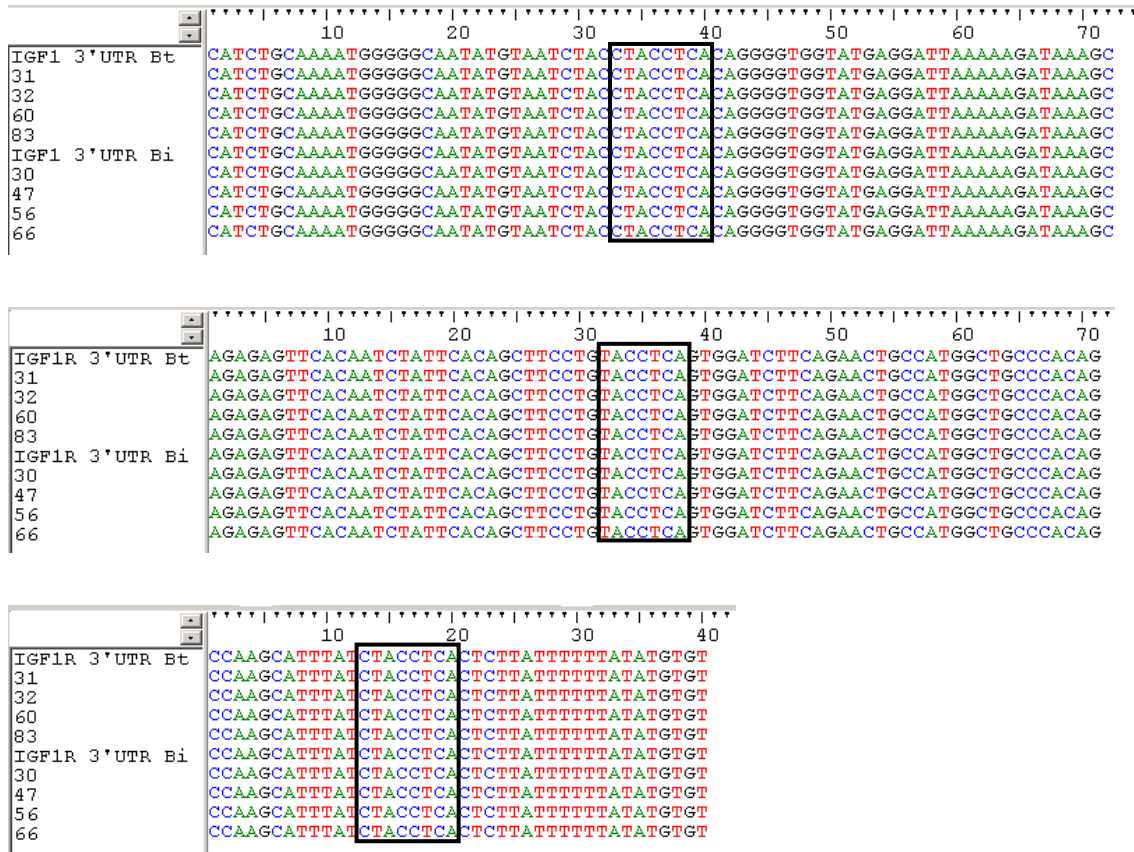 10 20 30 40 50 60 70
IGF1 3'UTR Bt CATCTGCAAAATGGGGGCAATATGTAATCTACCTACCTCACAGGGGTGGTATGAGGATTAAAAAGATAAAGC
31 CATCTGCAAAATGGGGGCAATATGTAATCTACCTACCTCACAGGGGTGGTATGAGGATTAAAAAGATAAAGC
32 CATCTGCAAAATGGGGGCAATATGTAATCTACCTACCTCACAGGGGTGGTATGAGGATTAAAAAGATAAAGC
60 CATCTGCAAAATGGGGGCAATATGTAATCTACCTACCTCACAGGGGTGGTATGAGGATTAAAAAGATAAAGC
83 CATCTGCAAAATGGGGGCAATATGTAATCTACCTACCTCACAGGGGTGGTATGAGGATTAAAAAGATAAAGC
IGF1 3'UTR Bi CATCTGCAAAATGGGGGCAATATGTAATCTACCTACCTCACAGGGGTGGTATGAGGATTAAAAAGATAAAGC
30 CATCTGCAAAATGGGGGCAATATGTAATCTACCTACCTCACAGGGGTGGTATGAGGATTAAAAAGATAAAGC
47 CATCTGCAAAATGGGGGCAATATGTAATCTACCTACCTCACAGGGGTGGTATGAGGATTAAAAAGATAAAGC
56 CATCTGCAAAATGGGGGCAATATGTAATCTACCTACCTCACAGGGGTGGTATGAGGATTAAAAAGATAAAGC
66 CATCTGCAAAATGGGGGCAATATGTAATCTACCTACCTCACAGGGGTGGTATGAGGATTAAAAAGATAAAGC
10 20 30 40 50 60 70
IGF1R 3'UTR Bt AGAGAGTTCACAATCTATTCACAGCTTCCTGTACCTCAGTGGATCTTCAGAACTGCCATGGCTGCCCACAG
31 AGAGAGTTCACAATCTATTCACAGCTTCCTGTACCTCAGTGGATCTTCAGAACTGCCATGGCTGCCCACAG
32 AGAGAGTTCACAATCTATTCACAGCTTCCTGTACCTCAGTGGATCTTCAGAACTGCCATGGCTGCCCACAG
60 AGAGAGTTCACAATCTATTCACAGCTTCCTGTACCTCAGTGGATCTTCAGAACTGCCATGGCTGCCCACAG
83 AGAGAGTTCACAATCTATTCACAGCTTCCTGTACCTCAGTGGATCTTCAGAACTGCCATGGCTGCCCACAG
IGF1R 3'UTR Bi AGAGAGTTCACAATCTATTCACAGCTTCCTGTACCTCAGTGGATCTTCAGAACTGCCATGGCTGCCCACAG
30 AGAGAGTTCACAATCTATTCACAGCTTCCTGTACCTCAGTGGATCTTCAGAACTGCCATGGCTGCCCACAG
47 AGAGAGTTCACAATCTATTCACAGCTTCCTGTACCTCAGTGGATCTTCAGAACTGCCATGGCTGCCCACAG
56 AGAGAGTTCACAATCTATTCACAGCTTCCTGTACCTCAGTGGATCTTCAGAACTGCCATGGCTGCCCACAG
66 AGAGAGTTCACAATCTATTCACAGCTTCCTGTACCTCAGTGGATCTTCAGAACTGCCATGGCTGCCCACAG
10 20 30 40
IGF1R 3'UTR Bt CCAAGCATTTATCTACCTCACTCTTATTTTTTATATGTGT
31 CCAAGCATTTATCTACCTCACTCTTATTTTTTATATGTGT
32 CCAAGCATTTATCTACCTCACTCTTATTTTTTATATGTGT
60 CCAAGCATTTATCTACCTCACTCTTATTTTTTATATGTGT
83 CCAAGCATTTATCTACCTCACTCTTATTTTTTATATGTGT
IGF1R 3'UTR Bi CCAAGCATTTATCTACCTCACTCTTATTTTTTATATGTGT
30 CCAAGCATTTATCTACCTCACTCTTATTTTTTATATGTGT
47 CCAAGCATTTATCTACCTCACTCTTATTTTTTATATGTGT
56 CCAAGCATTTATCTACCTCACTCTTATTTTTTATATGTGT
66 CCAAGCATTTATCTACCTCACTCTTATTTTTTATATGTGT